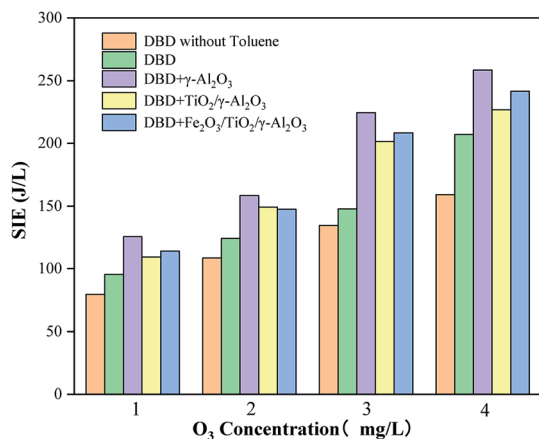 300
250
200
150
100
50
0
SIE (J/L)
DBD without Toluene
DBD
DBD+γ-Al₂O₃
DBD+TiO₂/γ-Al₂O₃
DBD+Fe₂O₃/TiO₂/γ-Al₂O₃
1 2 3 4
O₃ Concentration( mg/L)